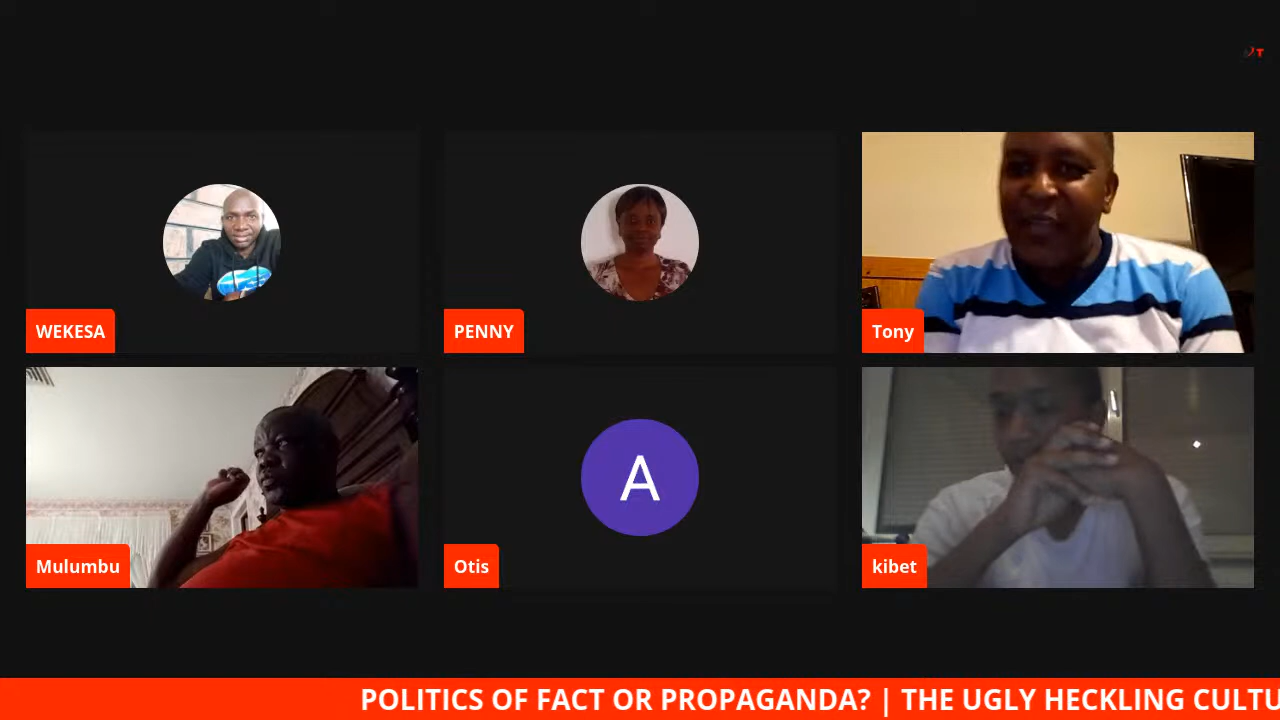 WEKESA
PENNY
Tony
Mulumbu
A
Otis
kibet
POLITICS OF FACT OR PROPAGANDA? | THE UGLY HECKLING CULTU